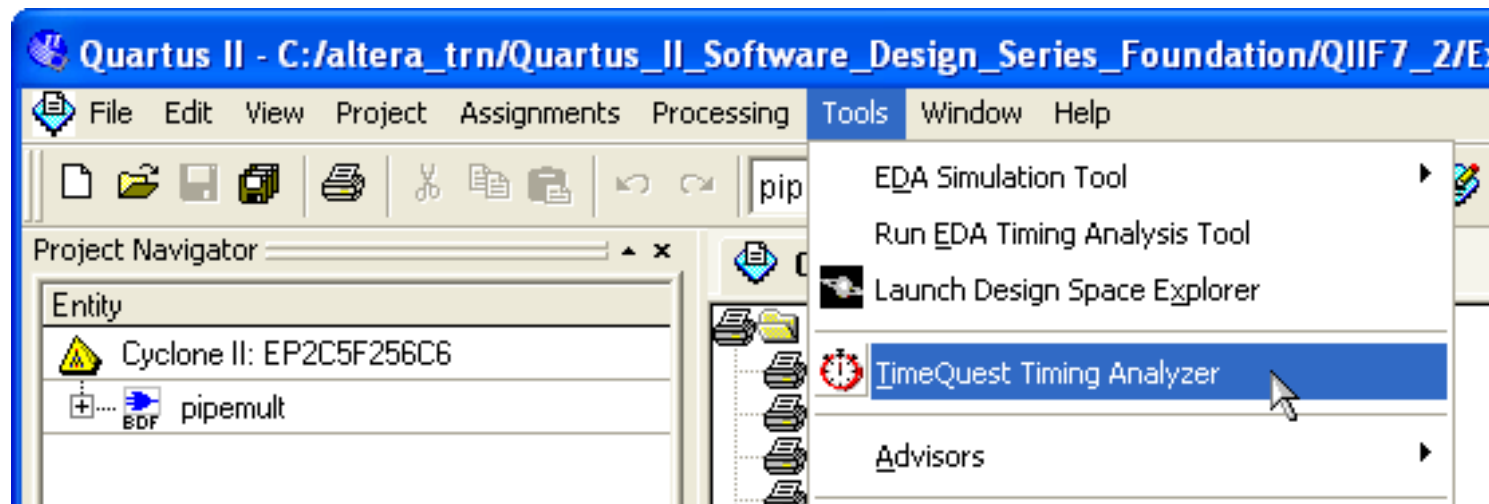 Quartus II - C:/altera_trn/Quartus_II_Software_Design_Series_Foundation/QIIF7_2/Ex
File Edit View Project Assignments Processing Tools Window Help
pip
EDA Simulation Tool
Run EDA Timing Analysis Tool
Launch Design Space Explorer
TimeQuest Timing Analyzer
Advisors
Project Navigator
Entity
Cyclone II: EP2C5F256C6
BDF pipemult